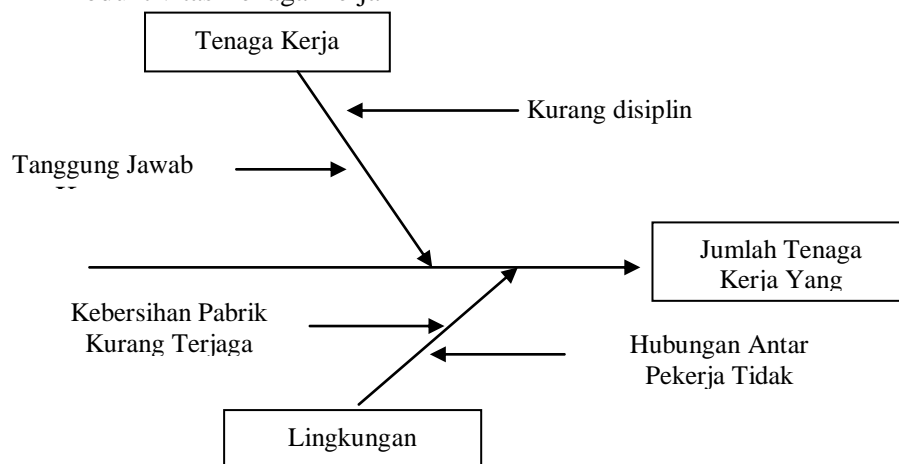 Tenaga Kerja
Kurang disiplin
Tanggung Jawab
Jumlah Tenaga
Kerja Yang
Kebersihan Pabrik
Kurang Terjaga
Hubungan Antar
Pekerja Tidak
Lingkungan